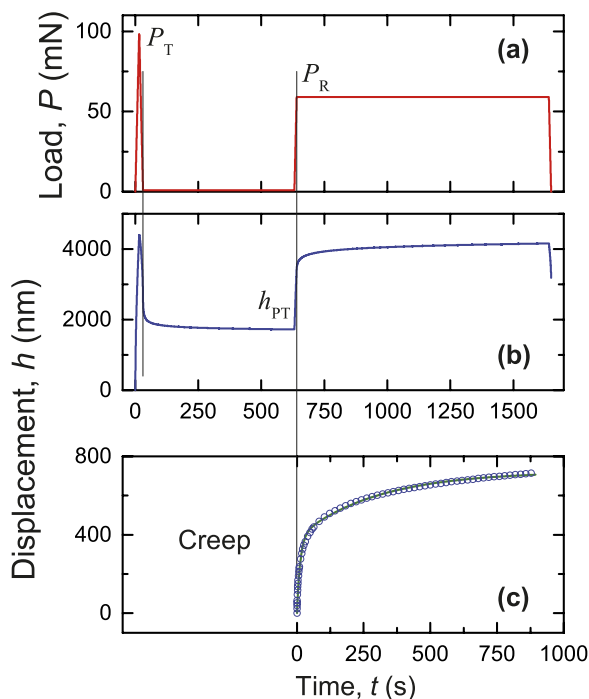 Load, P (mN)
100
50
0
P_T
P_R
(a)
Displacement, h (nm)
4000
2000
0
h_PT
(b)
0 250 500 750 1000 1250 1500
800
400
0
Creep
(c)
0 250 500 750 1000
Time, t (s)